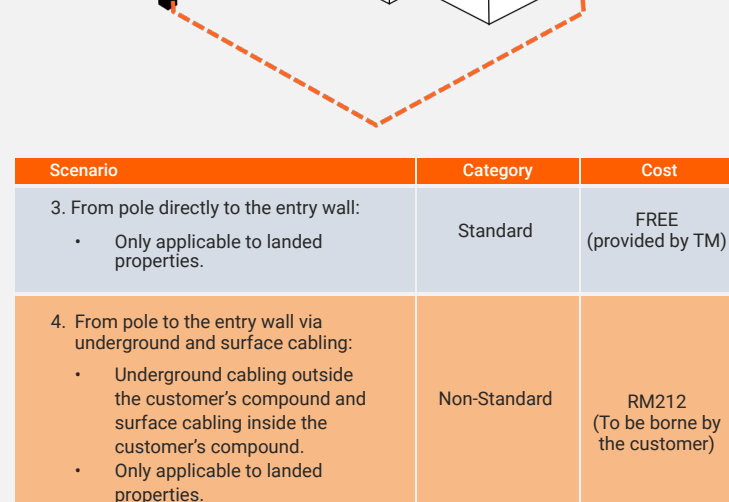 Scenario Category Cost
3. From pole directly to the entry wall:
• Only applicable to landed
properties.
Standard
FREE
(provided by TM)
4. From pole to the entry wall via
underground and surface cabling:
• Underground cabling outside
the customer's compound and
surface cabling inside the
customer's compound.
• Only applicable to landed
properties.
Non-Standard
RM212
(To be borne by
the customer)